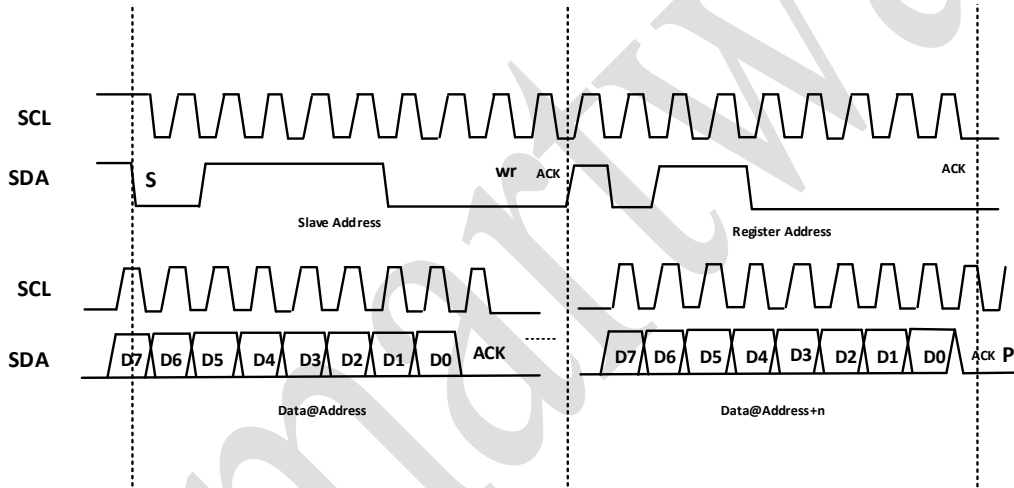 SCL
SDA S wr ACK ACK
Slave Address Register Address
SCL
SDA D7 D6 D5 D4 D3 D2 D1 D0 ACK D7 D6 D5 D4 D3 D2 D1 D0 ACK P
Data@Address Data@Address+n